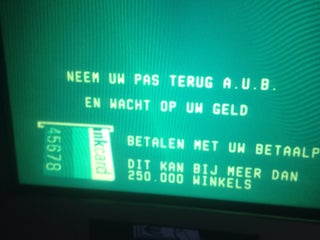 NEEM UW PAS TERUG A.U.B.
EN WACHT OP UW GELD
BETALEN MET UW BETAALP
DIT KAN BIJ MEER DAN
250.000 WINKELS
nkcard
45678